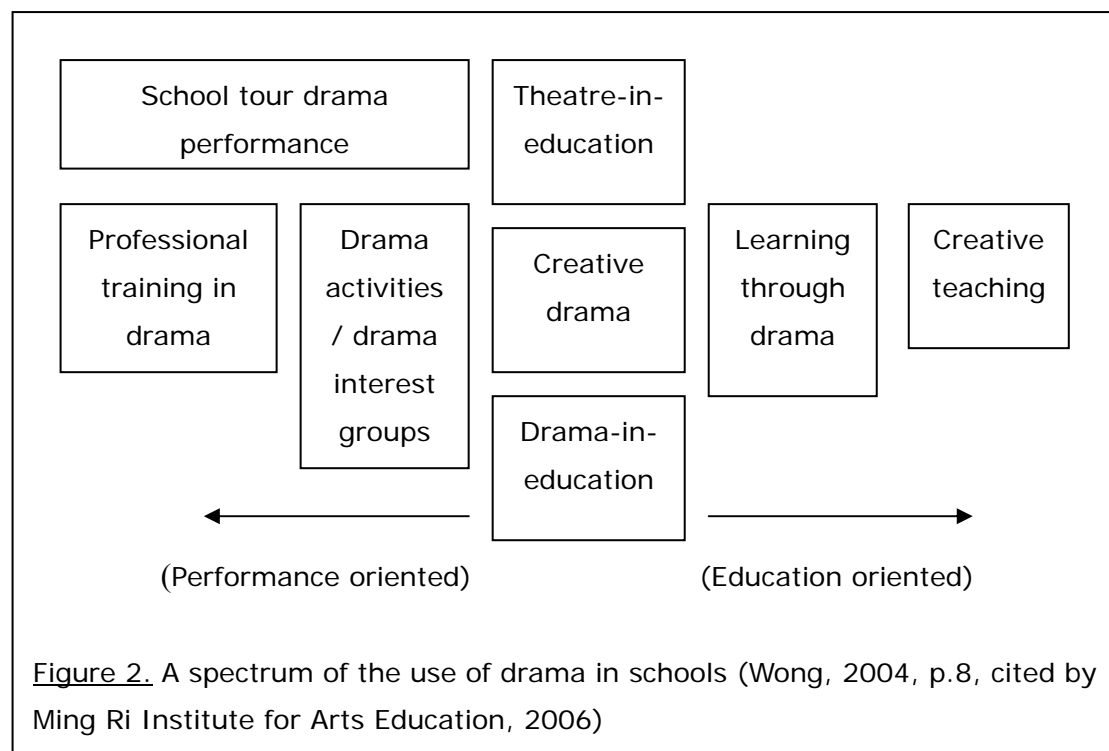 School tour drama
performance
Theatre-in-
education
Professional
training in
drama
Drama
activities
/ drama
interest
groups
Creative
drama
Learning
through
drama
Creative
teaching
Drama-in-
education
(Performance oriented)
(Education oriented)
Figure 2. A spectrum of the use of drama in schools (Wong, 2004, p.8, cited by
Ming Ri Institute for Arts Education, 2006)